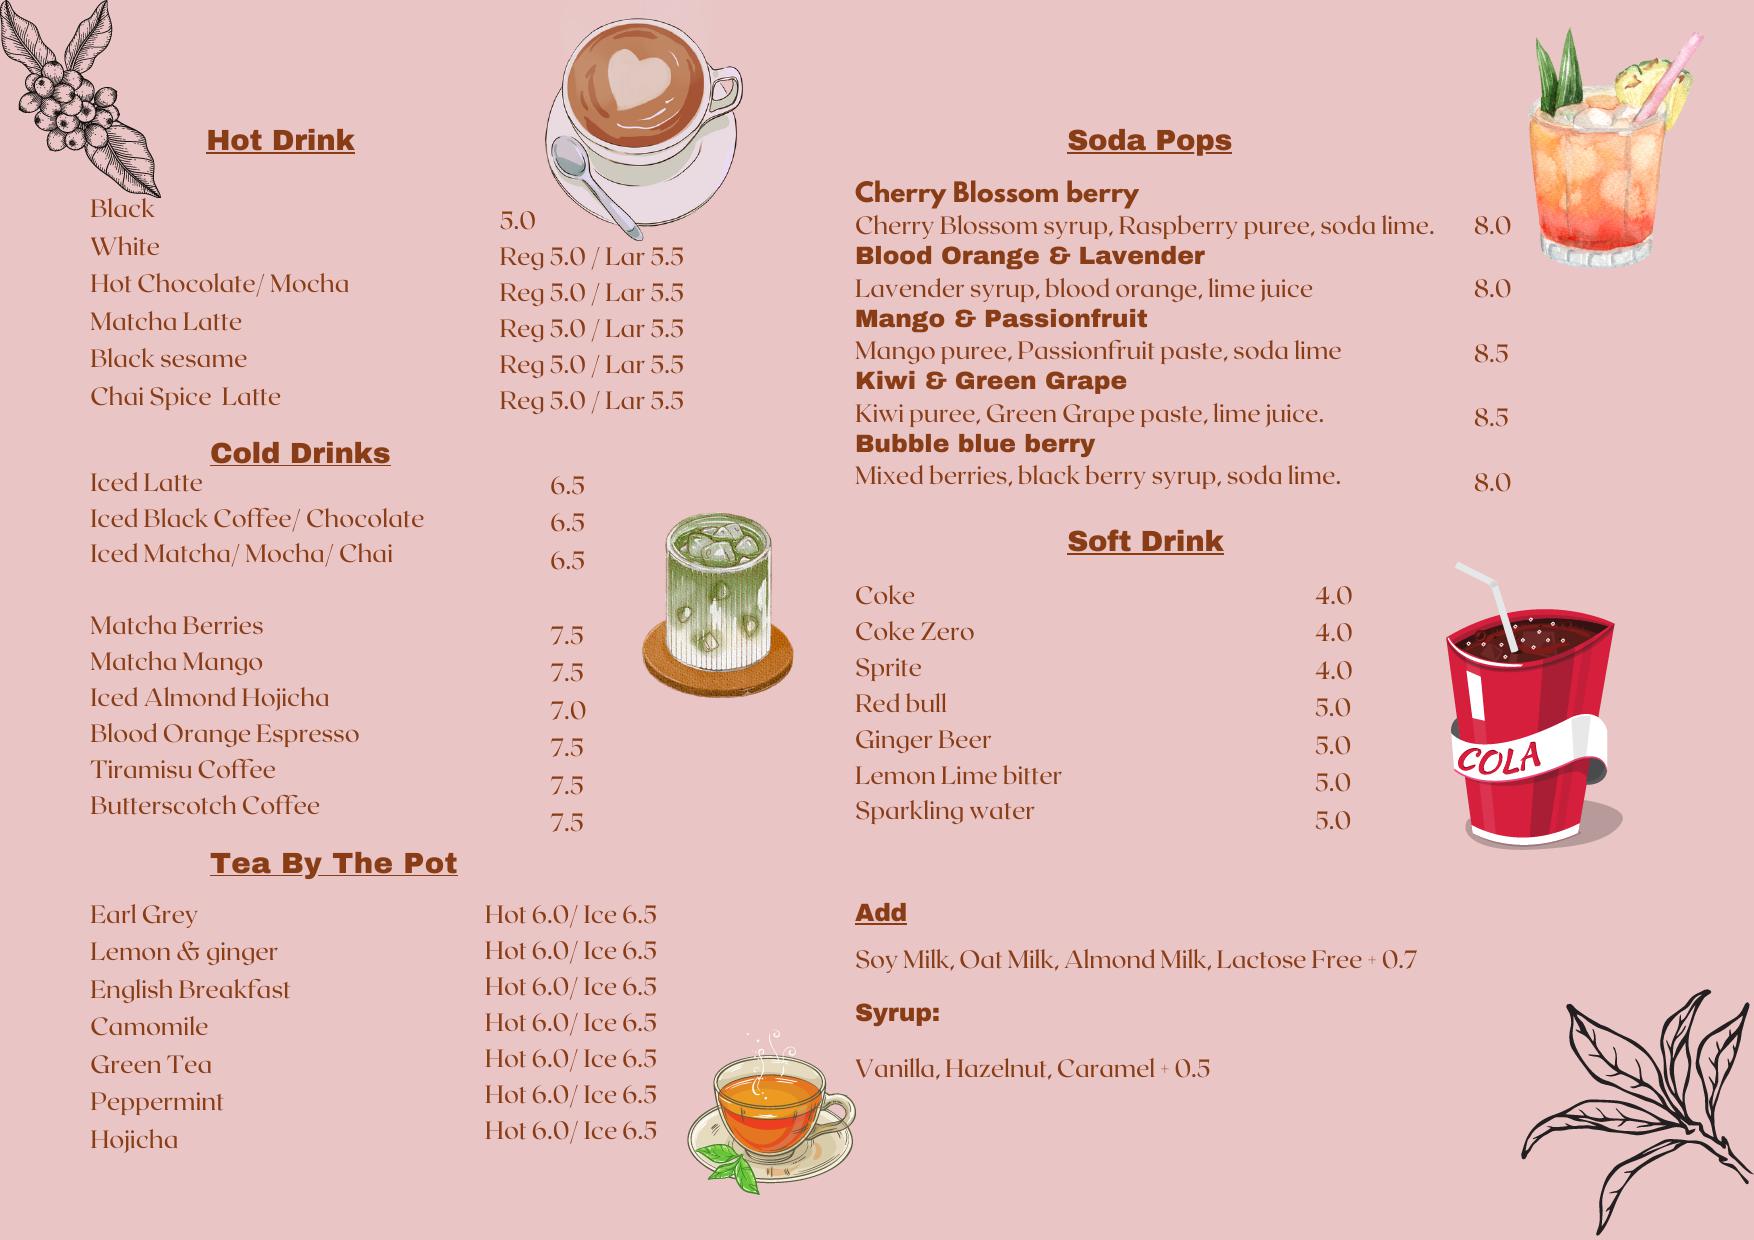 Hot Drink
Black 5.0
White Reg 5.0 / Lar 5.5
Hot Chocolate/ Mocha Reg 5.0 / Lar 5.5
Matcha Latte Reg 5.0 / Lar 5.5
Black sesame Reg 5.0 / Lar 5.5
Chai Spice Latte Reg 5.0 / Lar 5.5
Cold Drinks
Iced Latte 6.5
Iced Black Coffee/ Chocolate 6.5
Iced Matcha/ Mocha/ Chai 6.5
Matcha Berries 7.5
Matcha Mango 7.5
Iced Almond Hojicha 7.0
Blood Orange Espresso 7.5
Tiramisu Coffee 7.5
Butterscotch Coffee 7.5
Tea By The Pot
Earl Grey Hot 6.0/ Ice 6.5
Lemon & ginger Hot 6.0/ Ice 6.5
English Breakfast Hot 6.0/ Ice 6.5
Camomile Hot 6.0/ Ice 6.5
Green Tea Hot 6.0/ Ice 6.5
Peppermint Hot 6.0/ Ice 6.5
Hojicha Hot 6.0/ Ice 6.5
Soda Pops
Cherry Blossom berry
Cherry Blossom syrup, Raspberry puree, soda lime. 8.0
Blood Orange & Lavender
Lavender syrup, blood orange, lime juice 8.0
Mango & Passionfruit
Mango puree, Passionfruit paste, soda lime 8.5
Kiwi & Green Grape
Kiwi puree, Green Grape paste, lime juice. 8.5
Bubble blue berry
Mixed berries, black berry syrup, soda lime. 8.0
Soft Drink
Coke 4.0
Coke Zero 4.0
Sprite 4.0
Red bull 5.0
Ginger Beer 5.0
Lemon Lime bitter 5.0
Sparkling water 5.0
COLA
Add
Soy Milk, Oat Milk, Almond Milk, Lactose Free + 0.7
Syrup:
Vanilla, Hazelnut, Caramel + 0.5